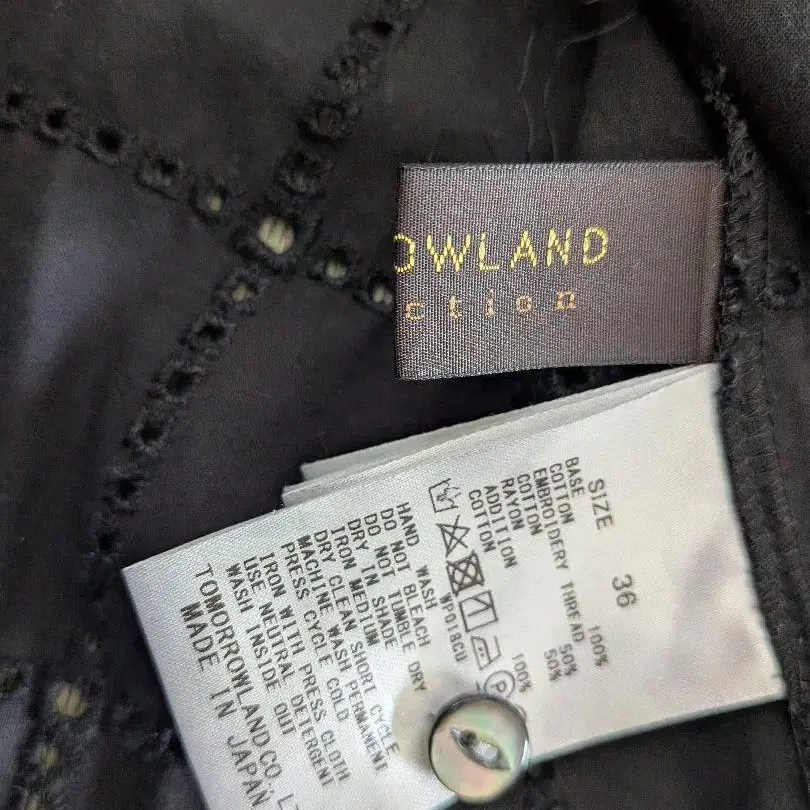 OWLAND
ction
SIZE 36
BASE
COTTON 100%
EMBROIDERY THREAD
COTTON 50%
RAYON 50%
ADDITION
COTTON 100%
P
WP018CU
HAND WASH
DO NOT BLEACH
DO NOT TUMBLE DRY
DRY IN SHADE
IRON MEDIUM
DRY CLEAN SHORT CYCLE
MACHINE WASH PERMANENT
PRESS CYCLE COLD
IRON WITH PRESS CLOTH
USE NEUTRAL DETERGENT
WASH INSIDE OUT
TOMORROWLAND CO., LT
MADE IN JAPAN